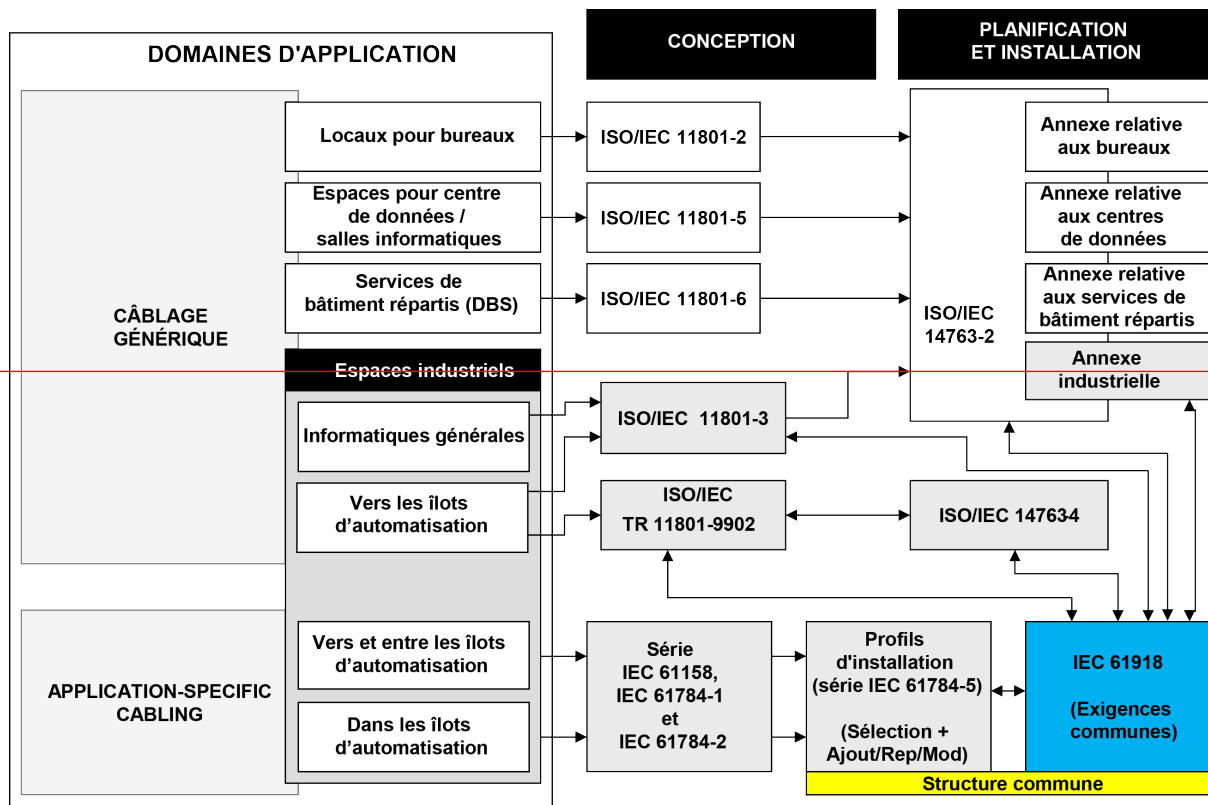 DOMAINES D'APPLICATION
CONCEPTION
PLANIFICATION
ET INSTALLATION
CÂBLAGE
GÉNÉRIQUE
Locaux pour bureaux
ISO/IEC 11801-2
Annexe relative
aux bureaux
Espaces pour centre
de données /
salles informatiques
ISO/IEC 11801-5
Annexe relative
aux centres
de données
Services de
bâtiment répartis (DBS)
ISO/IEC 11801-6
ISO/IEC
14763-2
Annexe relative
aux services de
bâtiment répartis
Espaces industriels
Annexe
industrielle
Informatiques générales
ISO/IEC 11801-3
Vers les îlots
d'automatisation
ISO/IEC
TR 11801-9902
ISO/IEC 147634
APPLICATION-SPECIFIC
CABLING
Vers et entre les îlots
d'automatisation
Dans les îlots
d'automatisation
Série
IEC 61158,
IEC 61784-1
et
IEC 61784-2
Profils
d'installation
(série IEC 61784-5)
(Sélection +
Ajout/Rep/Mod)
IEC 61918
(Exigences
communes)
Structure commune